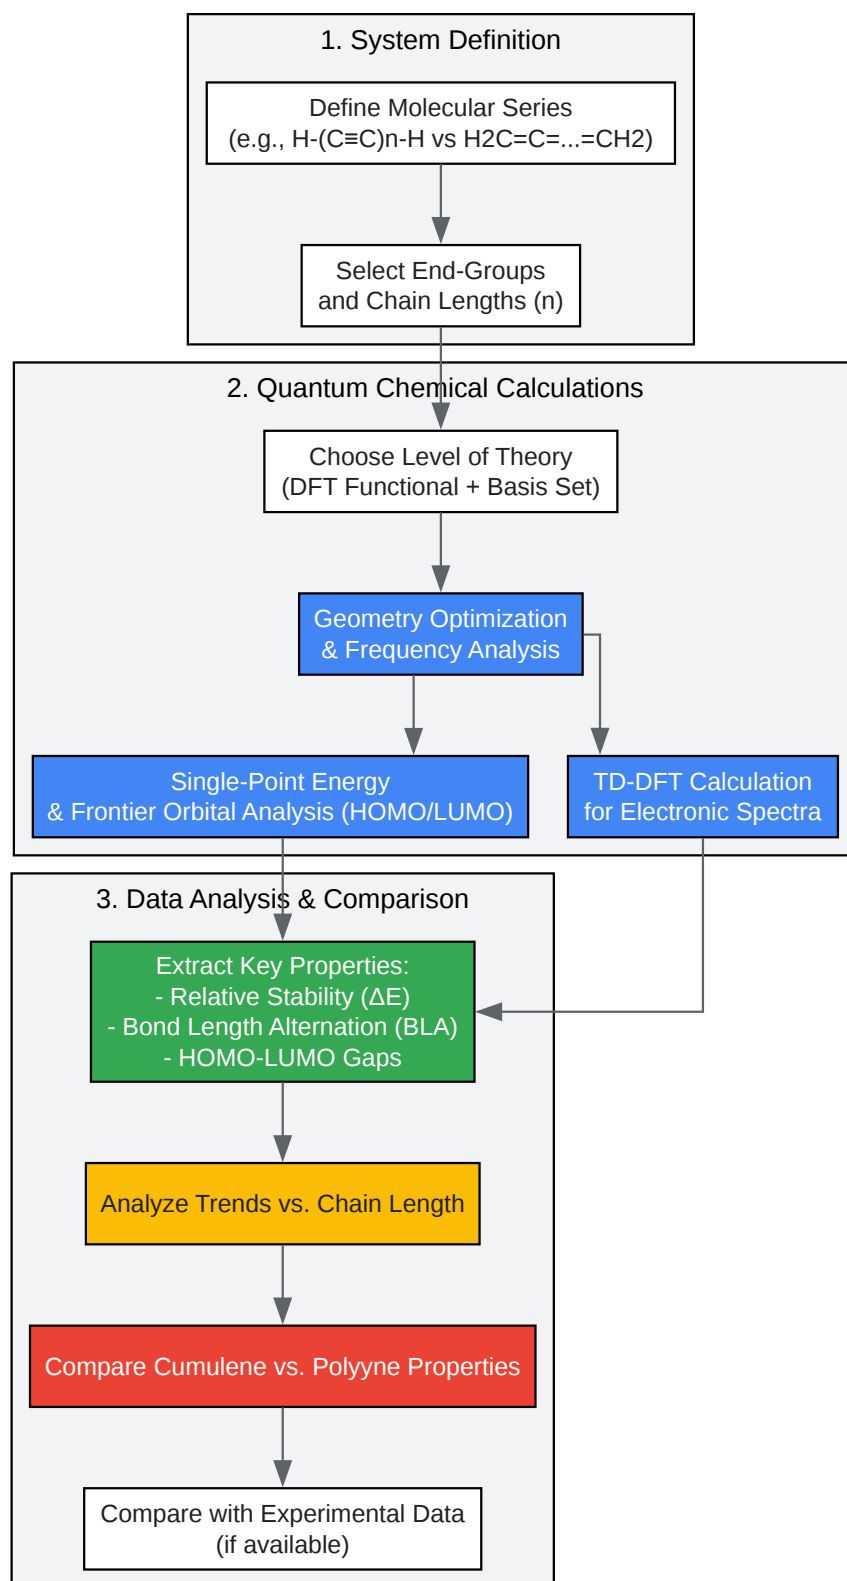 1. System Definition
Define Molecular Series
(e.g., H-(C≡C)n-H vs H2C=C=...=CH2)
Select End-Groups
and Chain Lengths (n)
2. Quantum Chemical Calculations
Choose Level of Theory
(DFT Functional + Basis Set)
Geometry Optimization
& Frequency Analysis
Single-Point Energy
& Frontier Orbital Analysis (HOMO/LUMO)
TD-DFT Calculation
for Electronic Spectra
3. Data Analysis & Comparison
Extract Key Properties:
- Relative Stability (ΔE)
- Bond Length Alternation (BLA)
- HOMO-LUMO Gaps
Analyze Trends vs. Chain Length
Compare Cumulene vs. Polyyne Properties
Compare with Experimental Data
(if available)